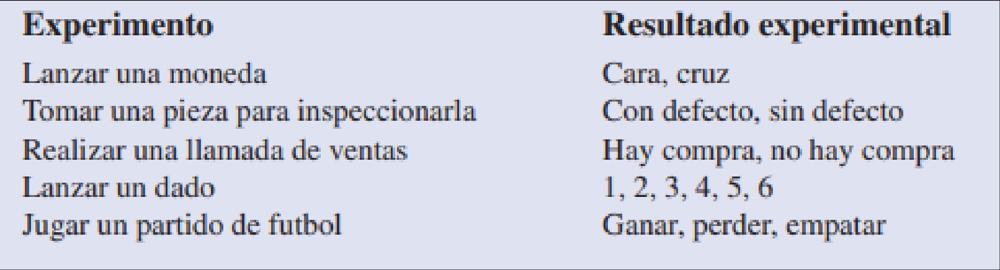 Experimento Resultado experimental
Lanzar una moneda Cara, cruz
Tomar una pieza para inspeccionarla Con defecto, sin defecto
Realizar una llamada de ventas Hay compra, no hay compra
Lanzar un dado 1, 2, 3, 4, 5, 6
Jugar un partido de futbol Ganar, perder, empatar